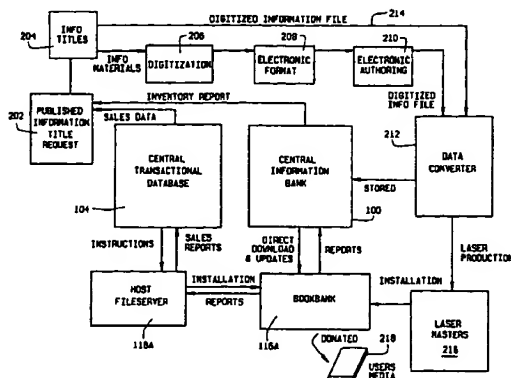 DIGITIZED INFORMATION FILE
214
INFO
TITLES
204
INFO
MATERIALS
206
DIGITIZATION
208
ELECTRONIC
FORMAT
210
ELECTRONIC
AUTHORING
DIGITIZED
INFO FILE
INVENTORY REPORT
SALES DATA
202
PUBLISHED
INFORMATION
TITLE
REQUEST
212
DATA
CONVERTER
CENTRAL
TRANSACTIONAL
DATABASE
104
CENTRAL
INFORMATION
BANK
100
STORED
INSTRUCTIONS
SALES
REPORTS
DIRECT
DOWNLOAD
& UPDATES
REPORTS
LASER
PRODUCTION
HOST
FILESERVER
118A
INSTALLATION
REPORTS
BOOKBANK
116A
INSTALLATION
LASER
MASTERS
216
DONATED
218
USERS
MEDIA